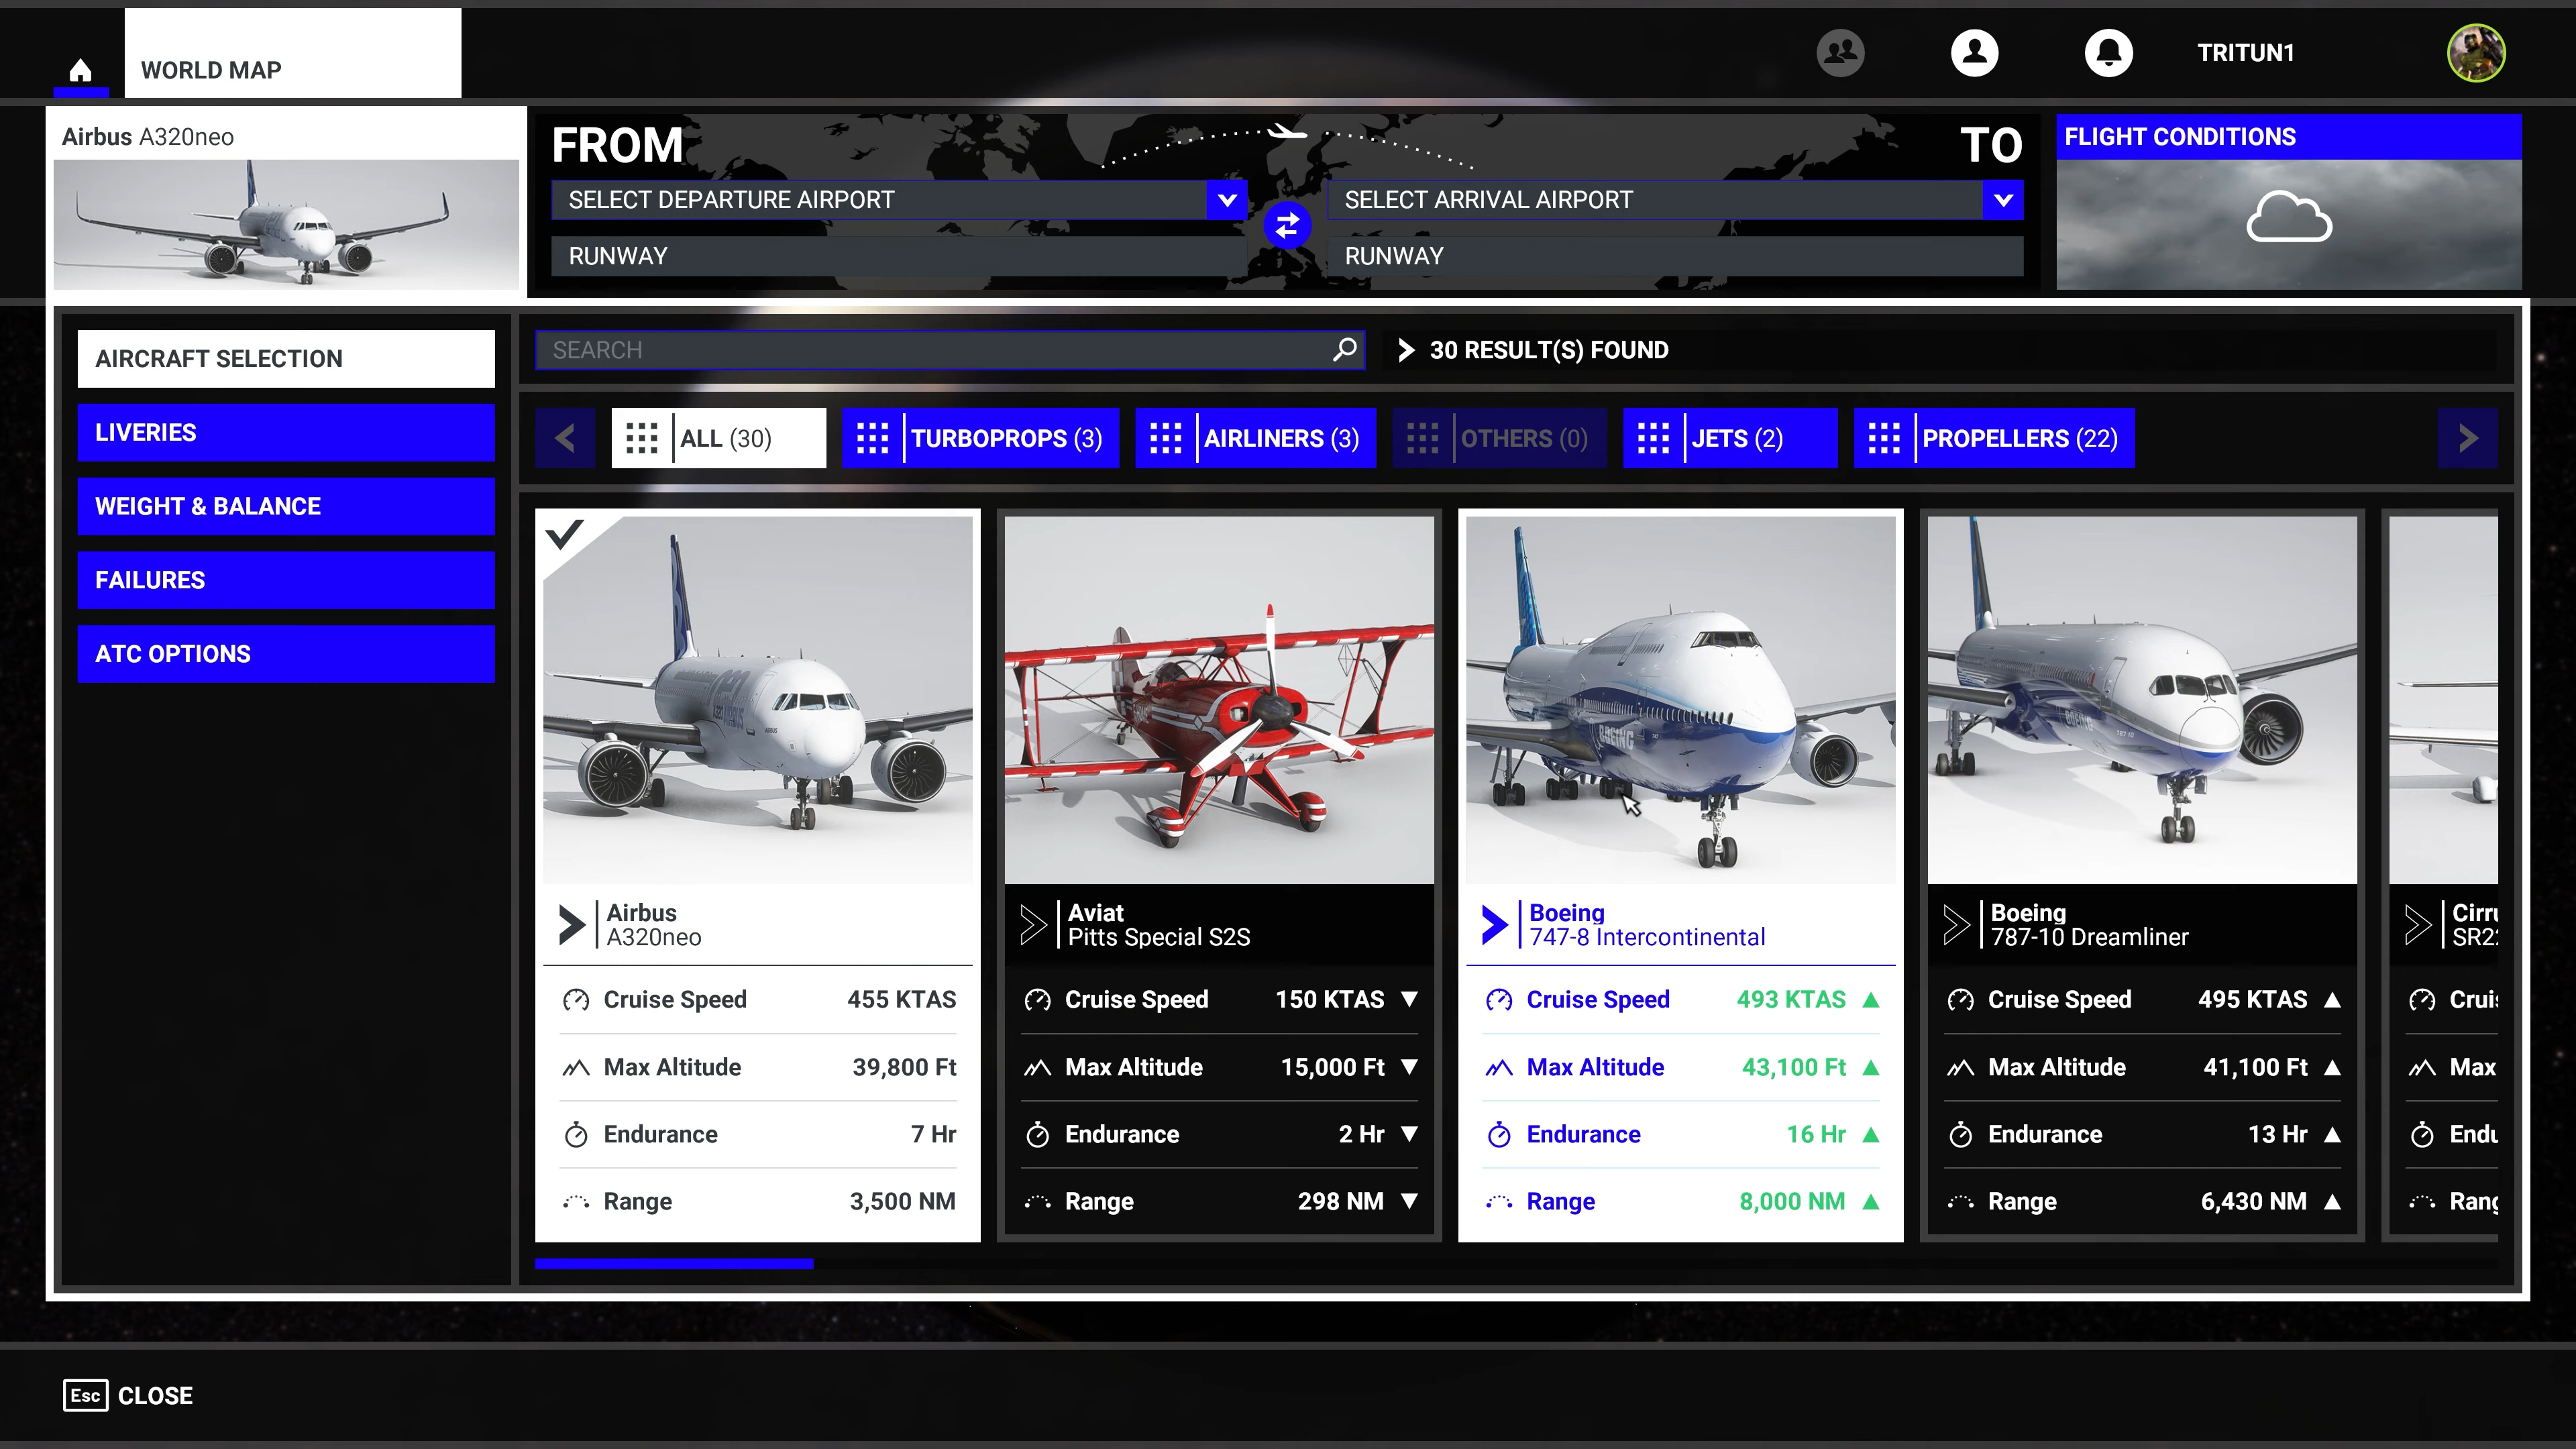 WORLD MAP
TRITUN1
Airbus A320neo
FROM
TO
SELECT DEPARTURE AIRPORT
SELECT ARRIVAL AIRPORT
RUNWAY
RUNWAY
FLIGHT CONDITIONS
AIRCRAFT SELECTION
LIVERIES
WEIGHT & BALANCE
FAILURES
ATC OPTIONS
SEARCH
30 RESULT(S) FOUND
ALL (30)
TURBOPROPS (3)
AIRLINERS (3)
OTHERS (0)
JETS (2)
PROPELLERS (22)
BOEING
Airbus
A320neo
Cruise Speed 455 KTAS
Max Altitude 39,800 Ft
Endurance 7 Hr
Range 3,500 NM
Aviat
Pitts Special S2S
Cruise Speed 150 KTAS
Max Altitude 15,000 Ft
Endurance 2 Hr
Range 298 NM
Boeing
747-8 Intercontinental
Cruise Speed 493 KTAS
Max Altitude 43,100 Ft
Endurance 16 Hr
Range 8,000 NM
Boeing
787-10 Dreamliner
Cruise Speed 495 KTAS
Max Altitude 41,100 Ft
Endurance 13 Hr
Range 6,430 NM
Max
Esc CLOSE